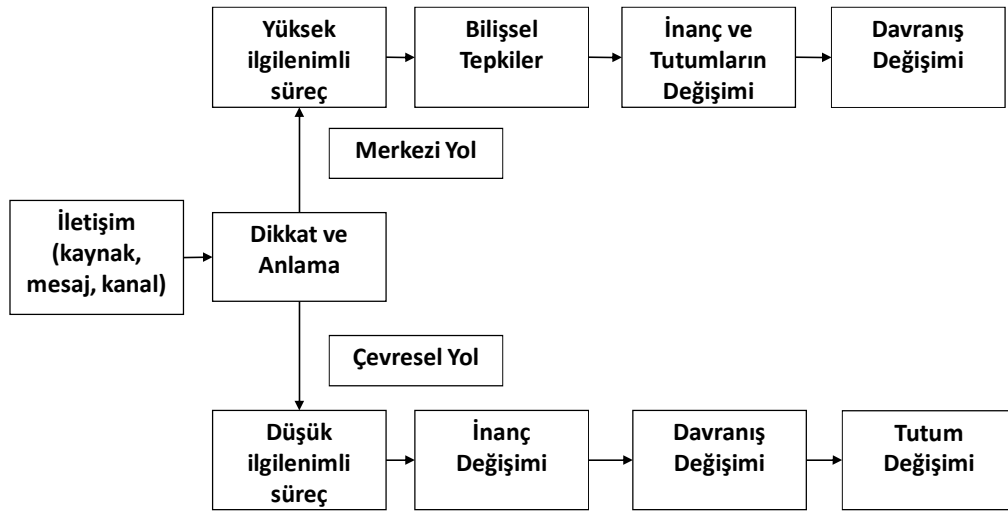 Yüksek
ilgilenimli
süreç
Bilişsel
Tepkiler
İnanç ve
Tutumların
Değişimi
Davranış
Değişimi
Merkezi Yol
İletişim
(kaynak,
mesaj, kanal)
Dikkat ve
Anlama
Çevresel Yol
Düşük
ilgilenimli
süreç
İnanç
Değişimi
Davranış
Değişimi
Tutum
Değişimi